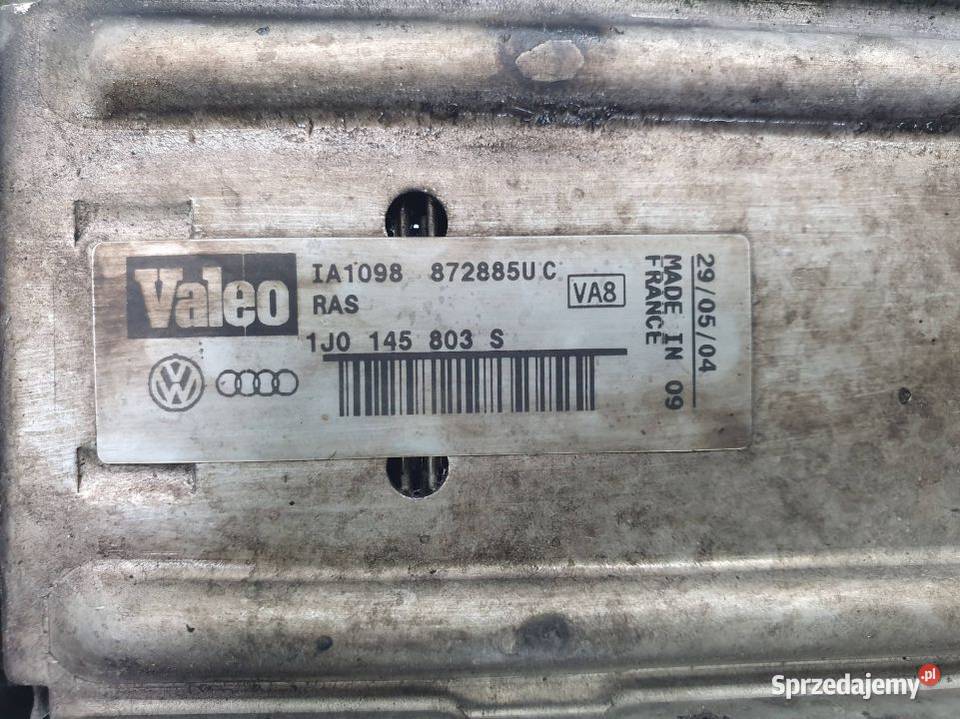 Valeo
IA1098 872885U C
RAS
VA8
1J0 145 803 S
29/05/04
MADE IN 09
FRANCE
Sprzedajemy.pl